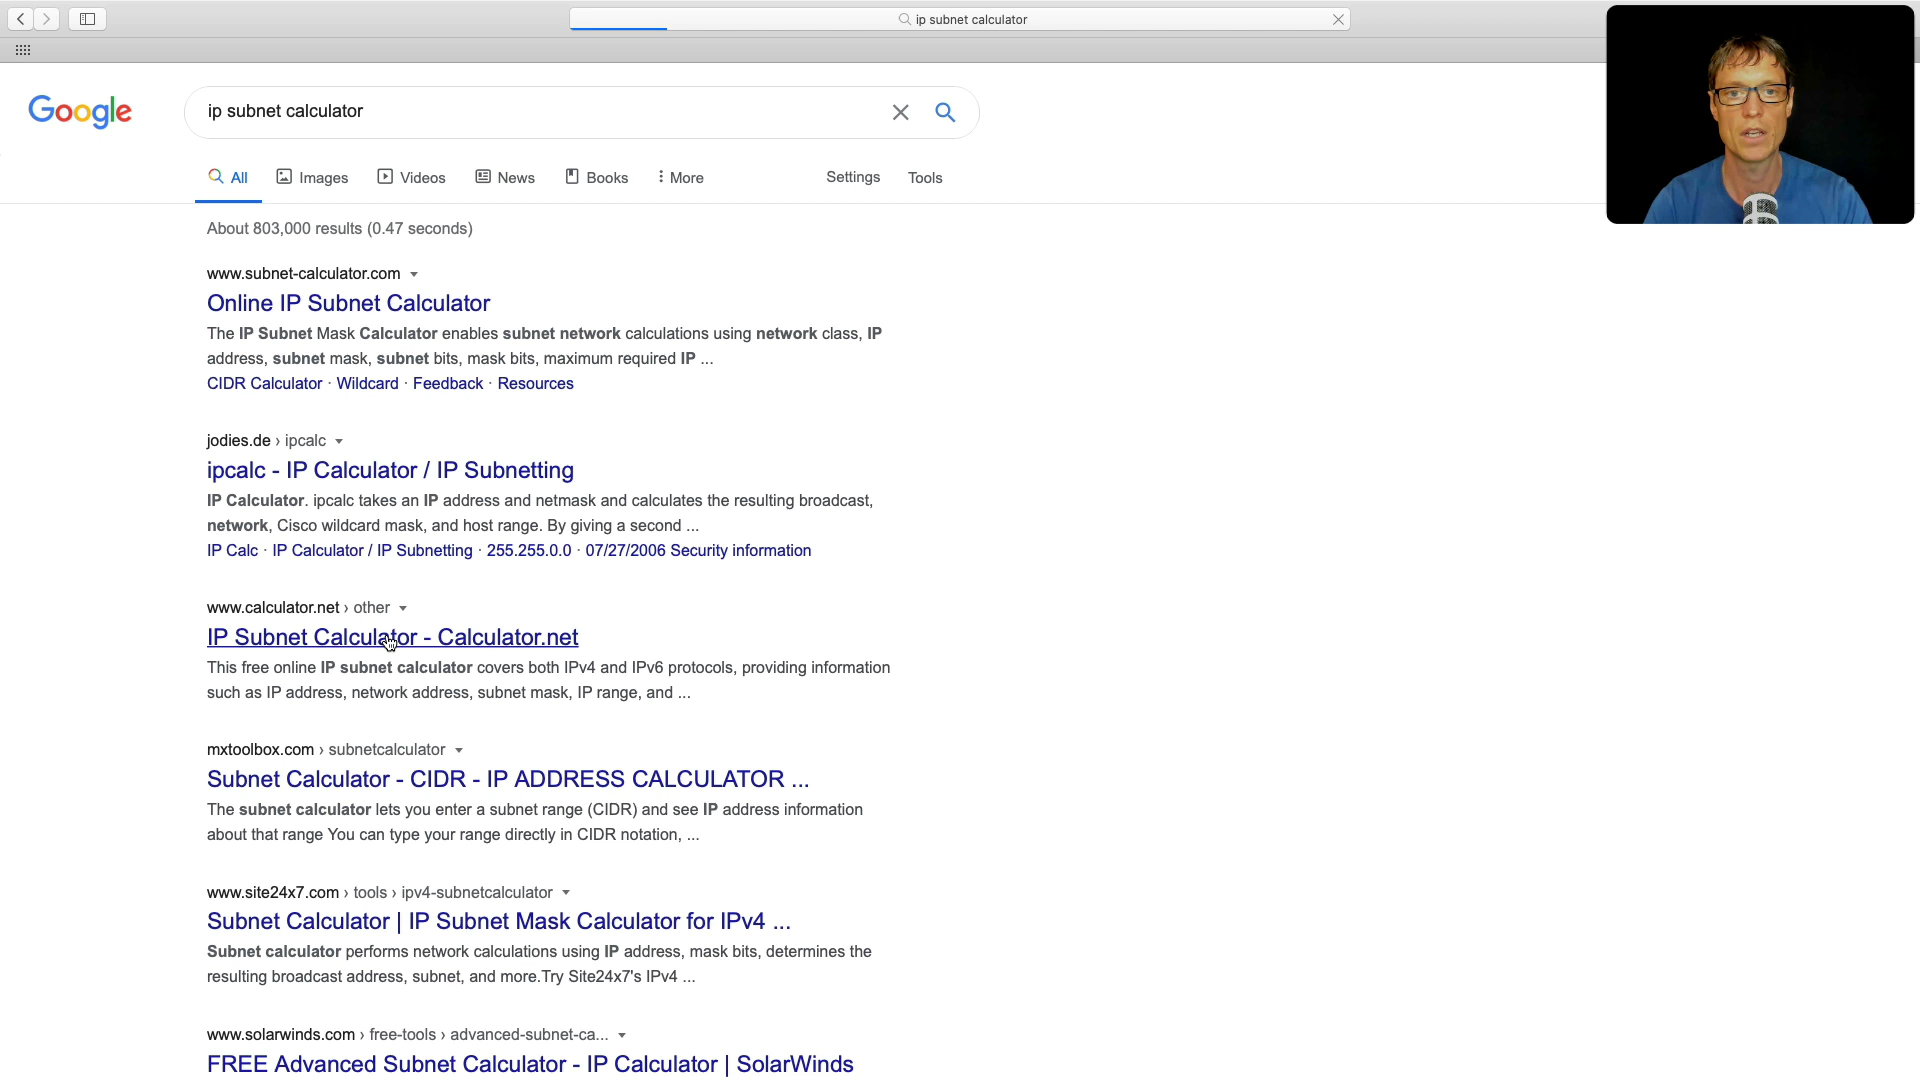 ip subnet calculator
Google
ip subnet calculator
All Images Videos News Books More Settings Tools
About 803,000 results (0.47 seconds)
www.subnet-calculator.com
Online IP Subnet Calculator
The IP Subnet Mask Calculator enables subnet network calculations using network class, IP
address, subnet mask, subnet bits, mask bits, maximum required IP ...
CIDR Calculator · Wildcard · Feedback · Resources
jodies.de › ipcalc
ipcalc - IP Calculator / IP Subnetting
IP Calculator. ipcalc takes an IP address and netmask and calculates the resulting broadcast,
network, Cisco wildcard mask, and host range. By giving a second ...
IP Calc · IP Calculator / IP Subnetting · 255.255.0.0 · 07/27/2006 Security information
www.calculator.net › other
IP Subnet Calculator - Calculator.net
This free online IP subnet calculator covers both IPv4 and IPv6 protocols, providing information
such as IP address, network address, subnet mask, IP range, and ...
mxtoolbox.com › subnetcalculator
Subnet Calculator - CIDR - IP ADDRESS CALCULATOR ...
The subnet calculator lets you enter a subnet range (CIDR) and see IP address information
about that range You can type your range directly in CIDR notation, ...
www.site24x7.com › tools › ipv4-subnetcalculator
Subnet Calculator | IP Subnet Mask Calculator for IPv4 ...
Subnet calculator performs network calculations using IP address, mask bits, determines the
resulting broadcast address, subnet, and more.Try Site24x7's IPv4 ...
www.solarwinds.com › free-tools › advanced-subnet-ca...
FREE Advanced Subnet Calculator - IP Calculator | SolarWinds